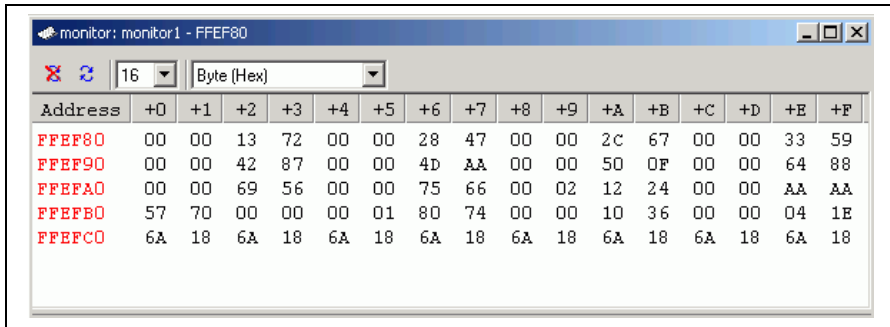 monitor: monitor1 - FFEF80
16 Byte (Hex)
Address +0 +1 +2 +3 +4 +5 +6 +7 +8 +9 +A +B +C +D +E +F
FFEF80 00 00 13 72 00 00 28 47 00 00 2C 67 00 00 33 59
FFEF90 00 00 42 87 00 00 4D AA 00 00 50 0F 00 00 64 88
FFEFA0 00 00 69 56 00 00 75 66 00 02 12 24 00 00 AA AA
FFEFB0 57 70 00 00 00 01 80 74 00 00 10 36 00 00 04 1E
FFEFC0 6A 18 6A 18 6A 18 6A 18 6A 18 6A 18 6A 18 6A 18